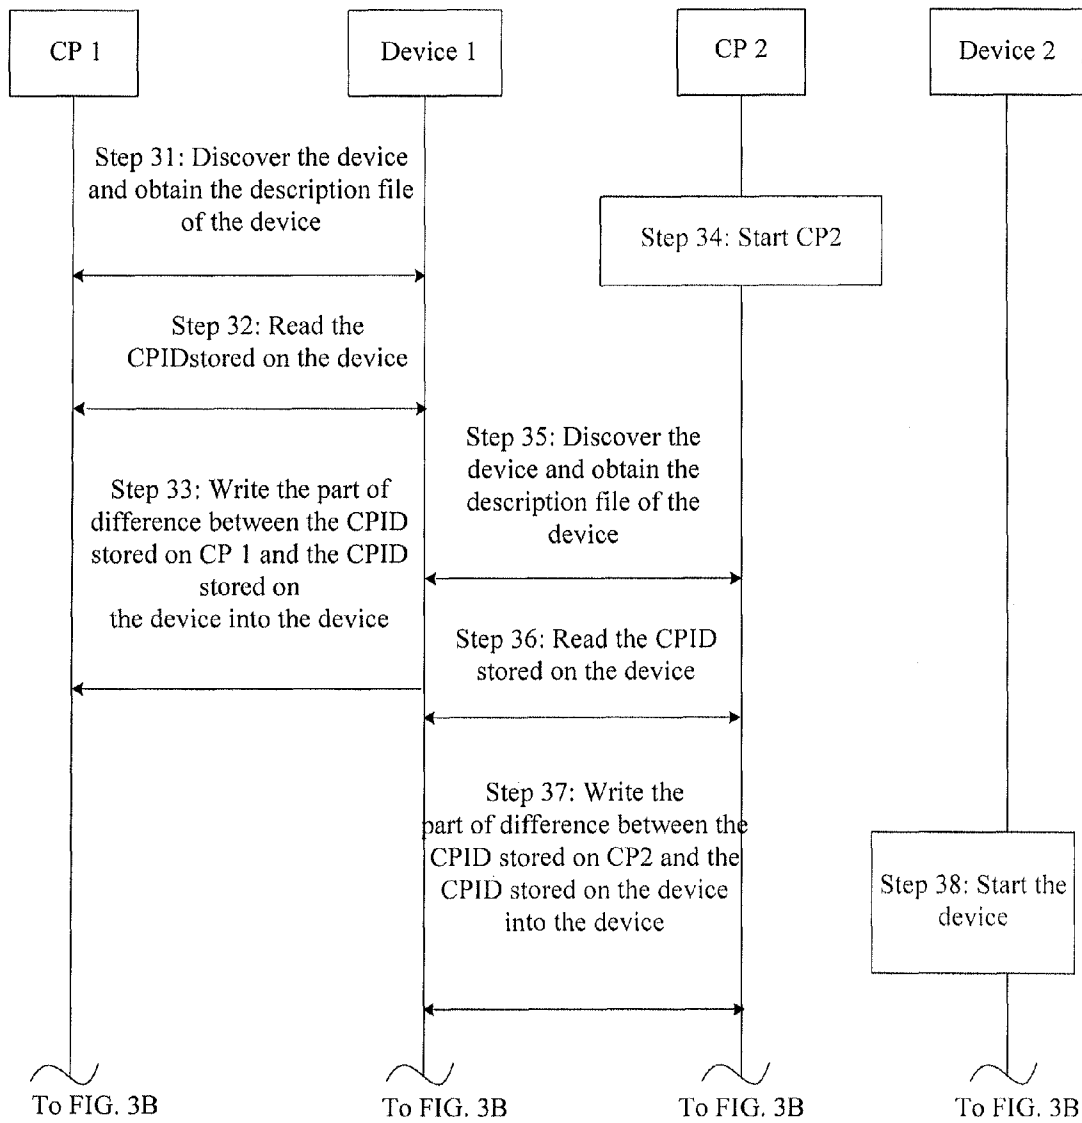 CP 1
Device 1
CP 2
Device 2
Step 31: Discover the device
and obtain the description file
of the device
Step 34: Start CP2
Step 32: Read the
CPIDstored on the device
Step 35: Discover the
device and obtain the
description file of the
device
Step 33: Write the part of
difference between the CPID
stored on CP 1 and the CPID
stored on
the device into the device
Step 36: Read the CPID
stored on the device
Step 37: Write the
part of difference between the
CPID stored on CP2 and the
CPID stored on the device
into the device
Step 38: Start the
device
To FIG. 3B
To FIG. 3B
To FIG. 3B
To FIG. 3B